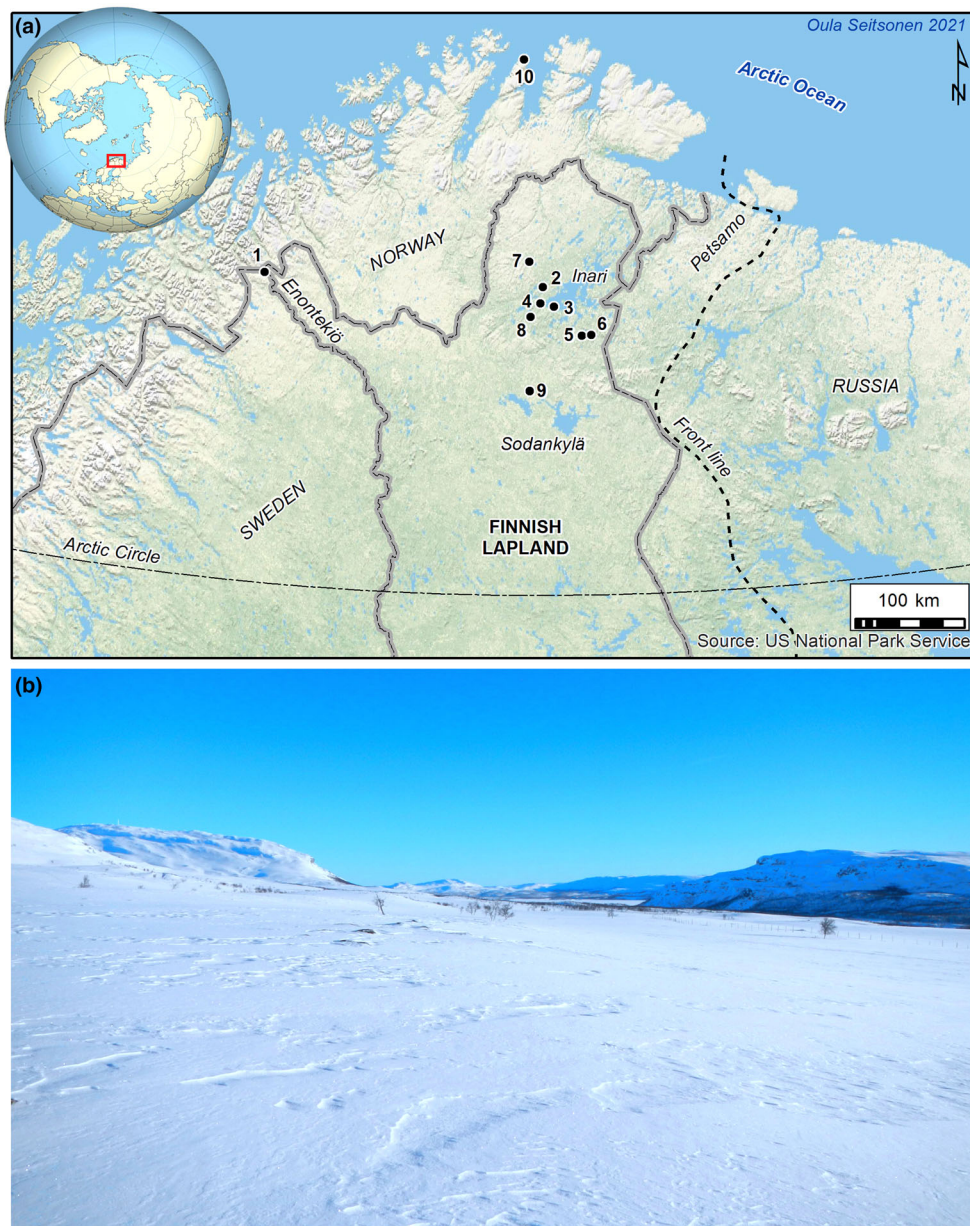 (a)
Oula Seitsonen 2021
10
Arctic Ocean
N
1
Enontekiö
NORWAY
7
2
Inari
4
3
8
5
6
Petsamo
9
RUSSIA
Front line
Sodankylä
SWEDEN
FINNISH
LAPLAND
Arctic Circle
100 km
Source: US National Park Service
(b)